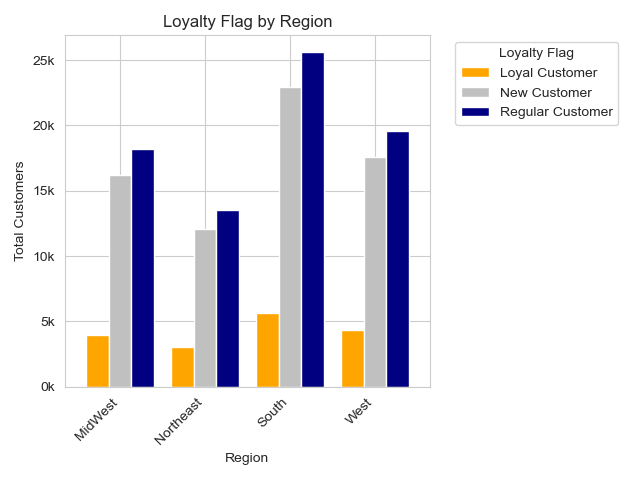 Loyalty Flag by Region
Loyalty Flag
Loyal Customer
New Customer
Regular Customer
Total Customers
25k
20k
15k
10k
5k
0k
MidWest
Northeast
South
West
Region